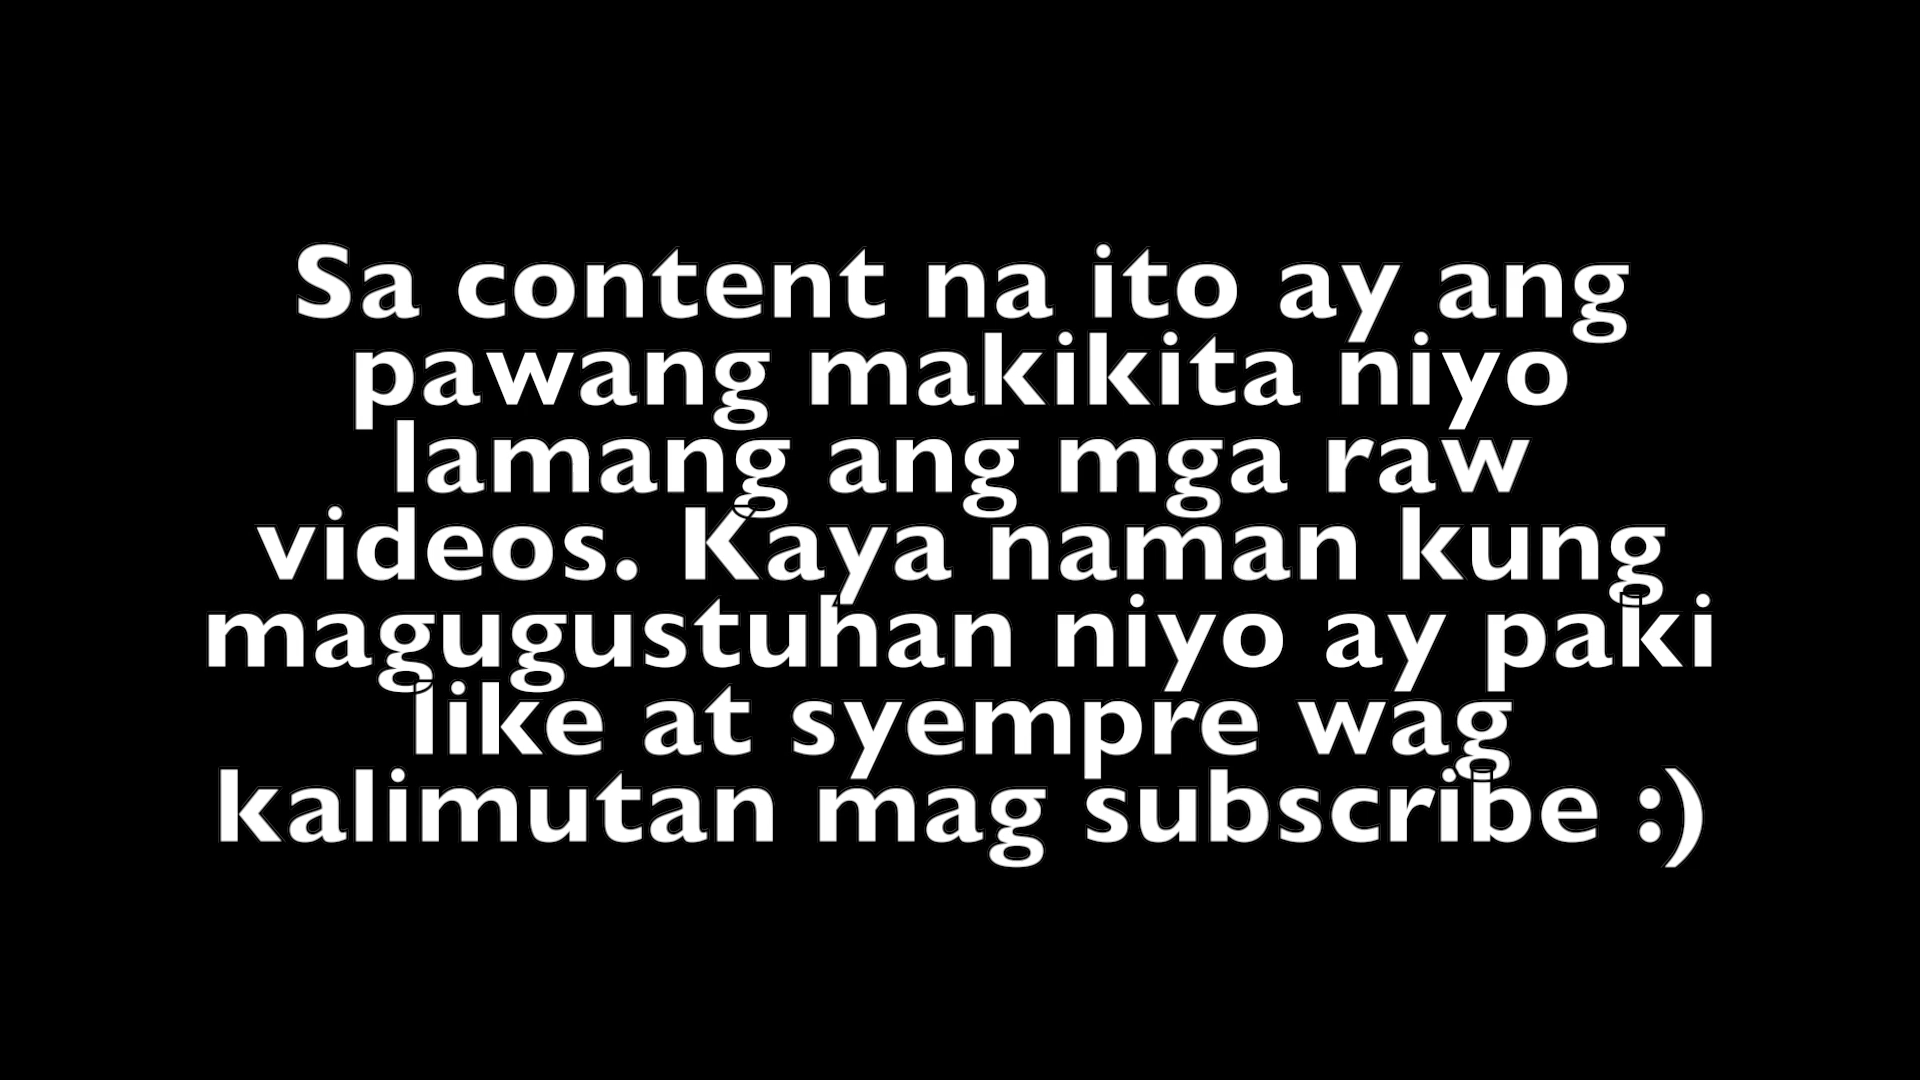 Sa content na ito ay ang
pawang makikita niyo
lamang ang mga raw
videos. Kaya naman kung
magugustuhan niyo ay paki
like at syempre wag
kalimutan mag subscribe :)